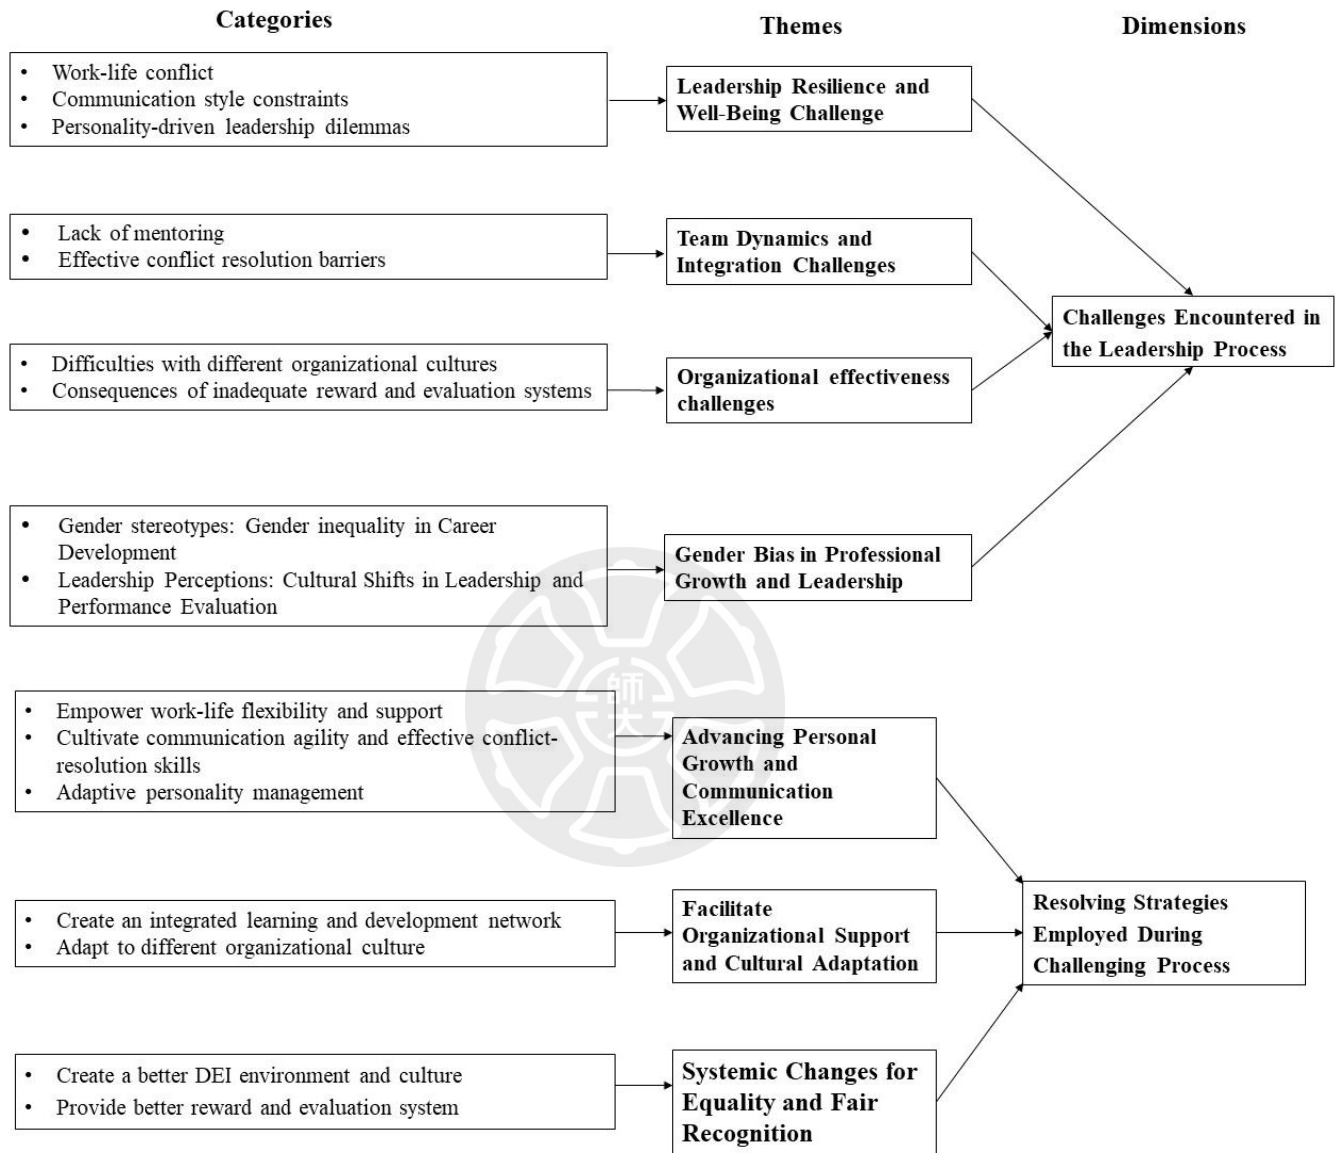 Categories
Themes
Dimensions
• Work-life conflict
• Communication style constraints
• Personality-driven leadership dilemmas
Leadership Resilience and
Well-Being Challenge
• Lack of mentoring
• Effective conflict resolution barriers
Team Dynamics and
Integration Challenges
• Difficulties with different organizational cultures
• Consequences of inadequate reward and evaluation systems
Organizational effectiveness
challenges
• Gender stereotypes: Gender inequality in Career
Development
• Leadership Perceptions: Cultural Shifts in Leadership and
Performance Evaluation
Gender Bias in Professional
Growth and Leadership
Challenges Encountered in
the Leadership Process
• Empower work-life flexibility and support
• Cultivate communication agility and effective conflict-
resolution skills
• Adaptive personality management
Advancing Personal
Growth and
Communication
Excellence
• Create an integrated learning and development network
• Adapt to different organizational culture
Facilitate
Organizational Support
and Cultural Adaptation
• Create a better DEI environment and culture
• Provide better reward and evaluation system
Systemic Changes for
Equality and Fair
Recognition
Resolving Strategies
Employed During
Challenging Process
師
大